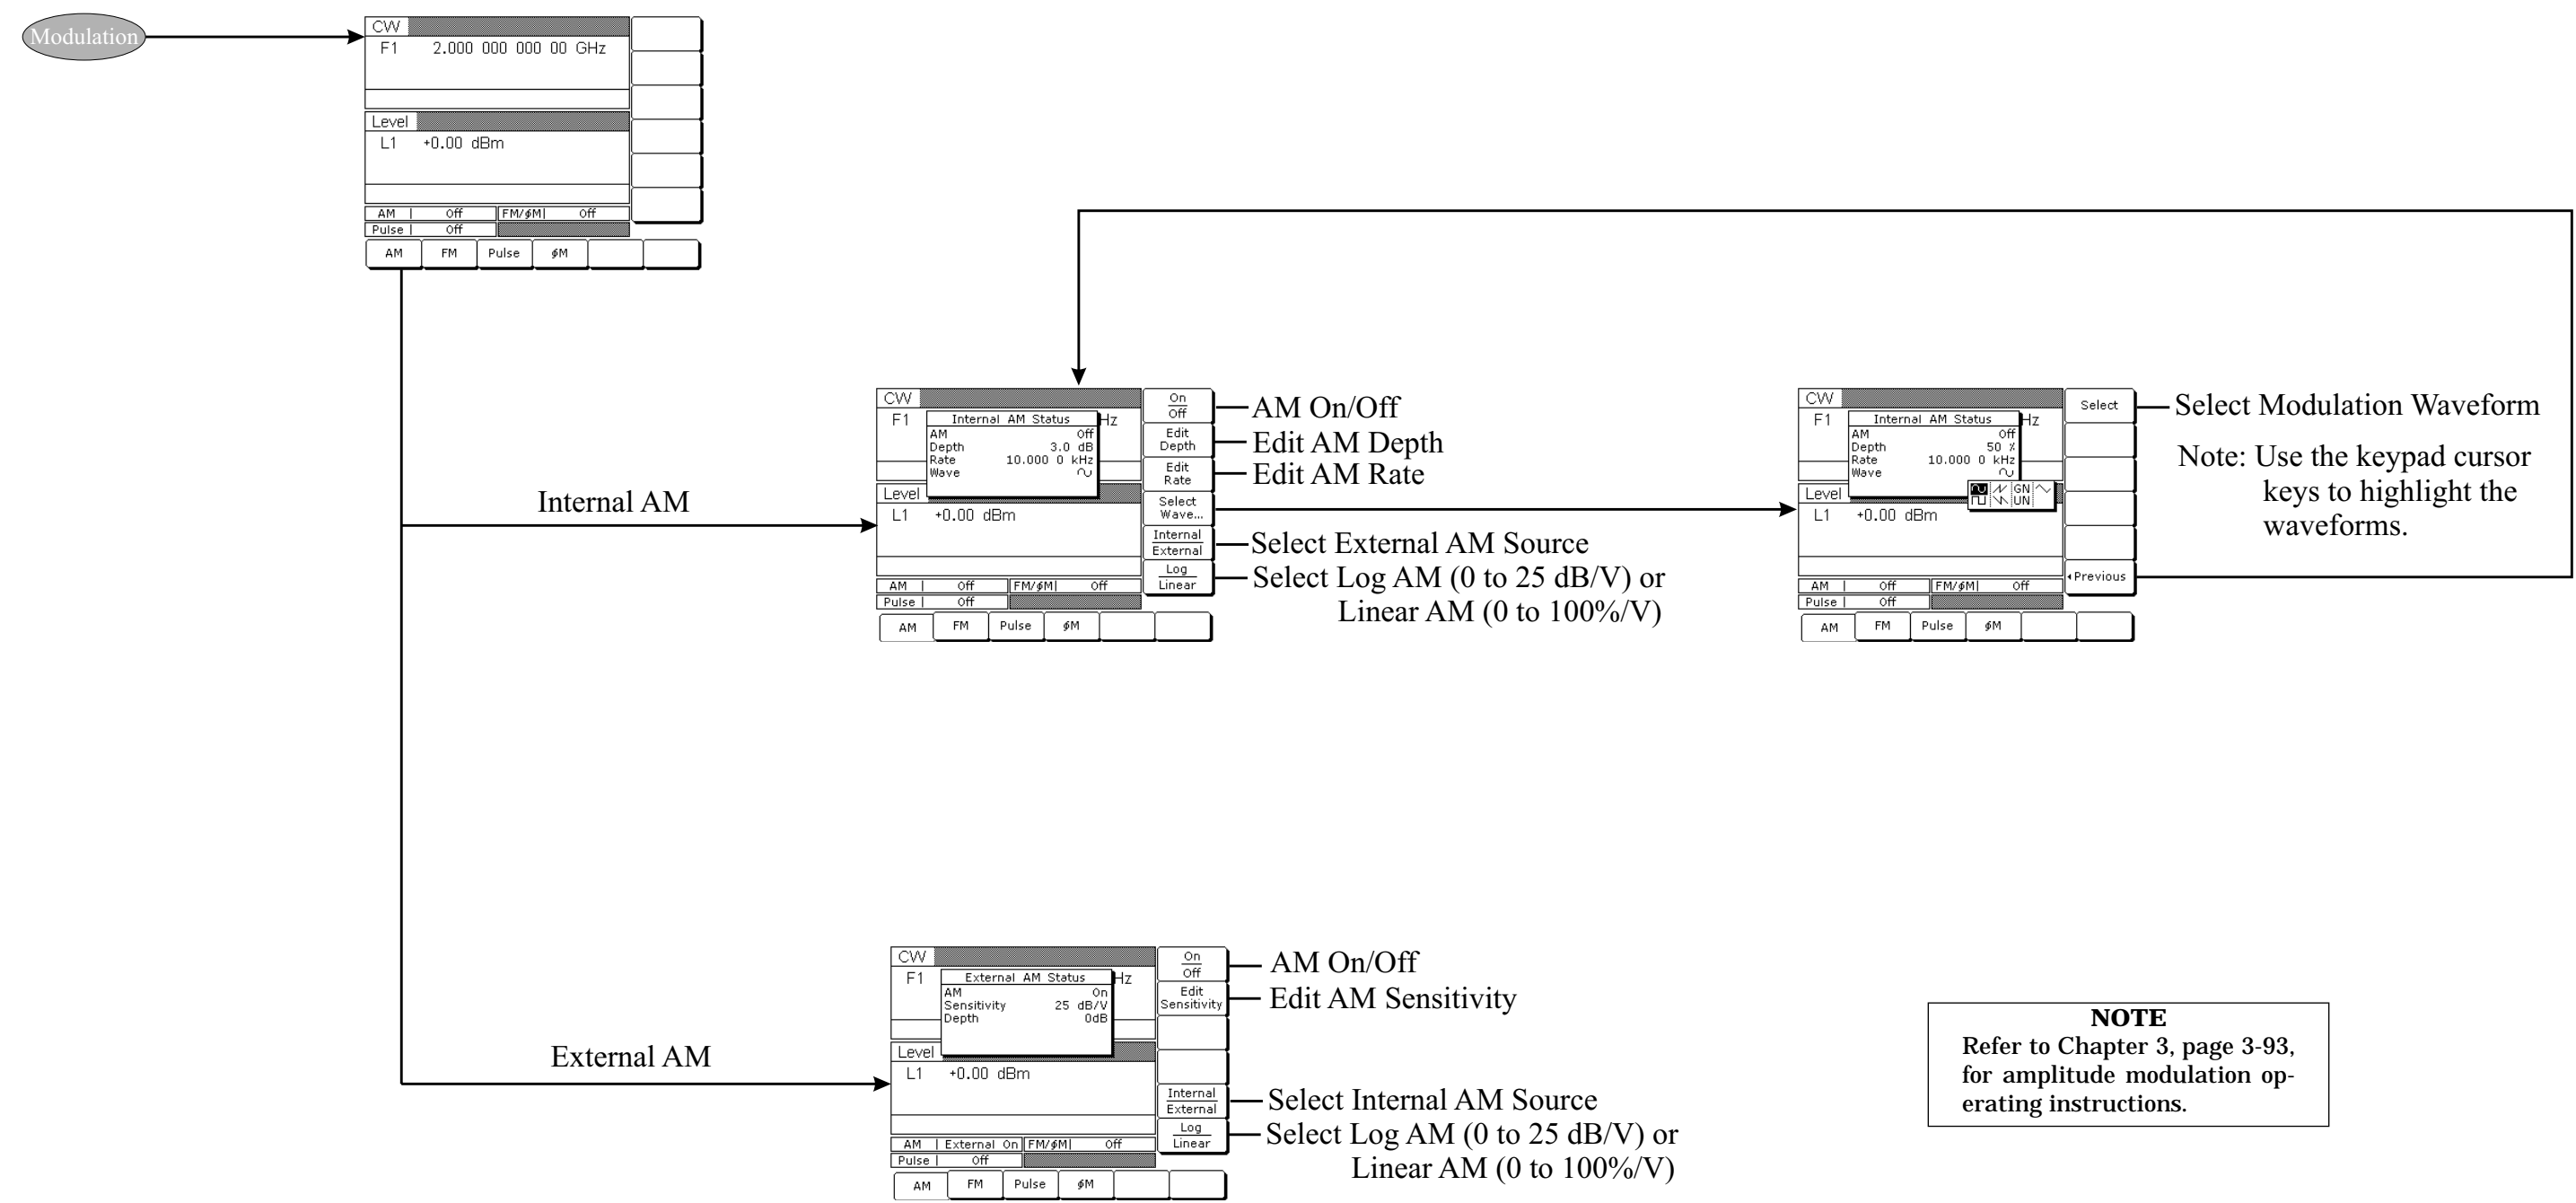 Modulation
CW
F1 2.000 000 000 00 GHz
Level
L1 +0.00 dBm
AM Off FM/ϕM Off
Pulse Off
AM FM Pulse ϕM
Internal AM
CW
F1 Hz
Internal AM Status
AM Off
Depth 3.0 dB
Rate 10.000 0 kHz
Wave
Level
L1 +0.00 dBm
AM Off FM/ϕM Off
Pulse Off
AM FM Pulse ϕM
On
Off
Edit
Depth
Edit
Rate
Select
Wave...
Internal
External
Log
Linear
AM On/Off
Edit AM Depth
Edit AM Rate
Select External AM Source
Select Log AM (0 to 25 dB/V) or
Linear AM (0 to 100%/V)
CW
F1 Hz
Internal AM Status
AM Off
Depth 50 %
Rate 10.000 0 kHz
Wave
GN
UN
Level
L1 +0.00 dBm
AM Off FM/ϕM Off
Pulse Off
AM FM Pulse ϕM
Select
Previous
Select Modulation Waveform
Note: Use the keypad cursor
keys to highlight the
waveforms.
External AM
CW
F1 Hz
External AM Status
AM On
Sensitivity 25 dB/V
Depth 0dB
Level
L1 +0.00 dBm
AM External On FM/ϕM Off
Pulse Off
AM FM Pulse ϕM
On
Off
Edit
Sensitivity
Internal
External
Log
Linear
AM On/Off
Edit AM Sensitivity
Select Internal AM Source
Select Log AM (0 to 25 dB/V) or
Linear AM (0 to 100%/V)
NOTE
Refer to Chapter 3, page 3-93,
for amplitude modulation op-
erating instructions.